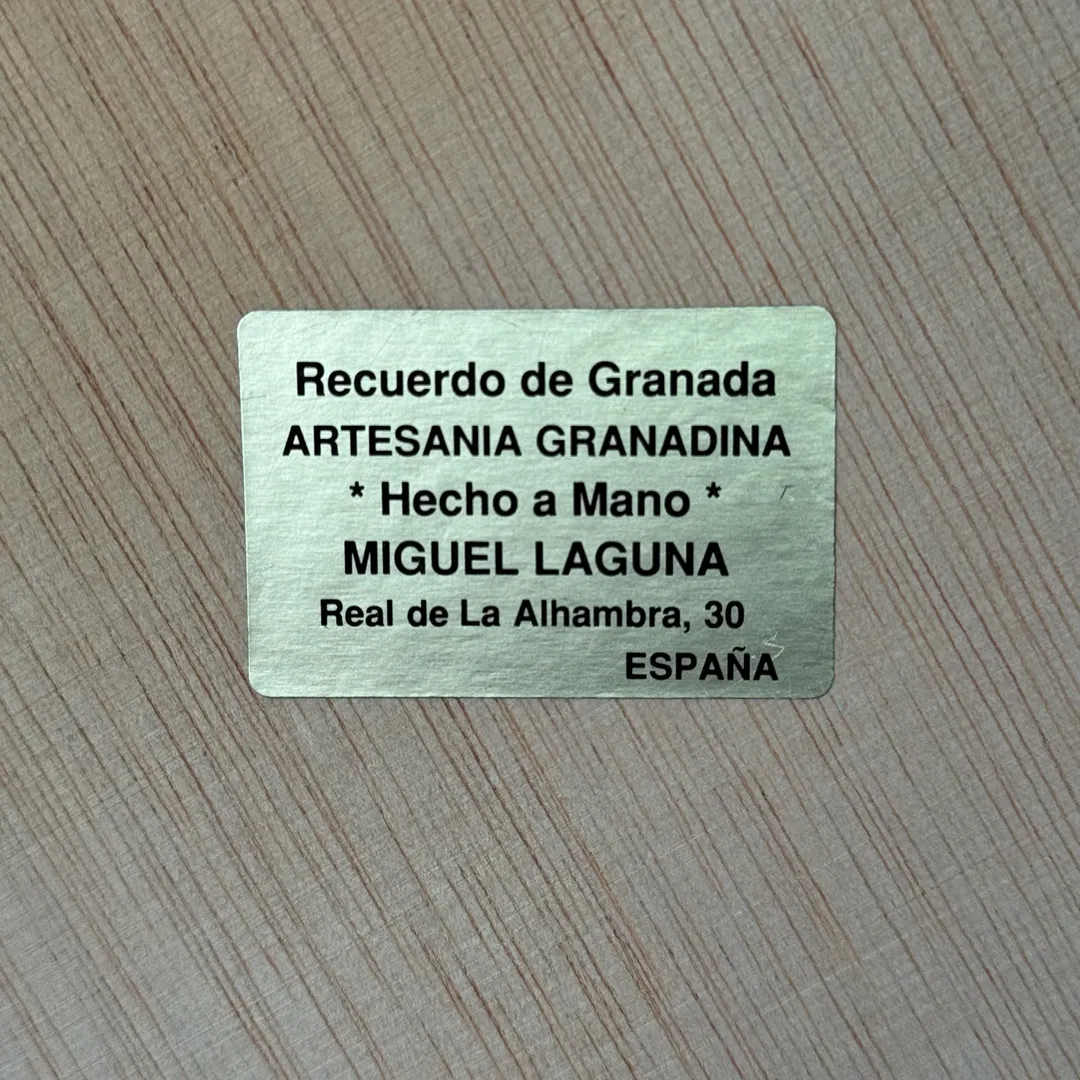 Recuerdo de Granada
ARTESANIA GRANADINA
* Hecho a Mano *
MIGUEL LAGUNA
Real de La Alhambra, 30
ESPAÑA